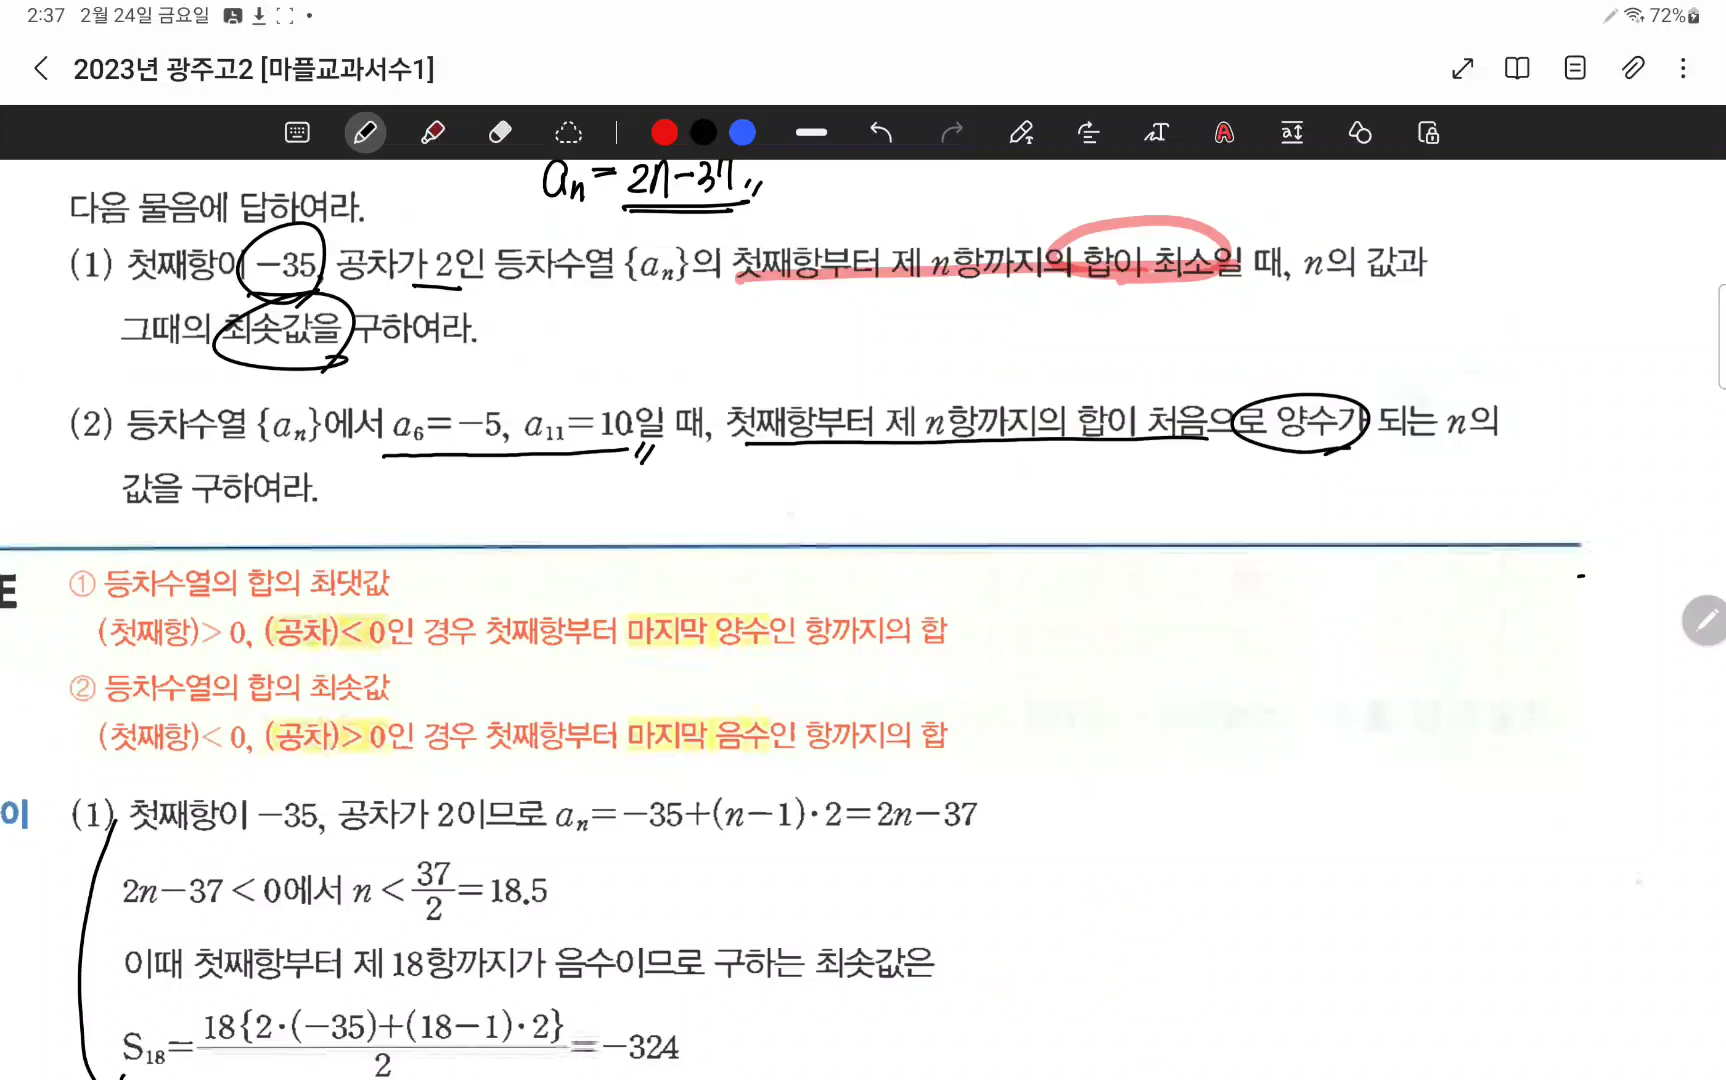 2:37 2월 24일 금요일
72%
2023년 광주고2 [마플교과서수1]
aₙ = 2n-37
다음 물음에 답하여라.
(1) 첫째항이 -35, 공차가 2인 등차수열 {aₙ}의 첫째항부터 제 n항까지의 합이 최소일 때, n의 값과
그때의 최솟값을 구하여라.
(2) 등차수열 {aₙ}에서 a₆=-5, a₁₁=10일 때, 첫째항부터 제 n항까지의 합이 처음으로 양수가 되는 n의
값을 구하여라.
① 등차수열의 합의 최댓값
(첫째항)>0, (공차)<0인 경우 첫째항부터 마지막 양수인 항까지의 합
② 등차수열의 합의 최솟값
(첫째항)<0, (공차)>0인 경우 첫째항부터 마지막 음수인 항까지의 합
이 (1) 첫째항이 -35, 공차가 2이므로 aₙ=-35+(n-1)·2=2n-37
2n-37<0에서 n<37/2=18.5
이때 첫째항부터 제 18항까지가 음수이므로 구하는 최솟값은
S₁₈=18{2·(-35)+(18-1)·2}/2=-324